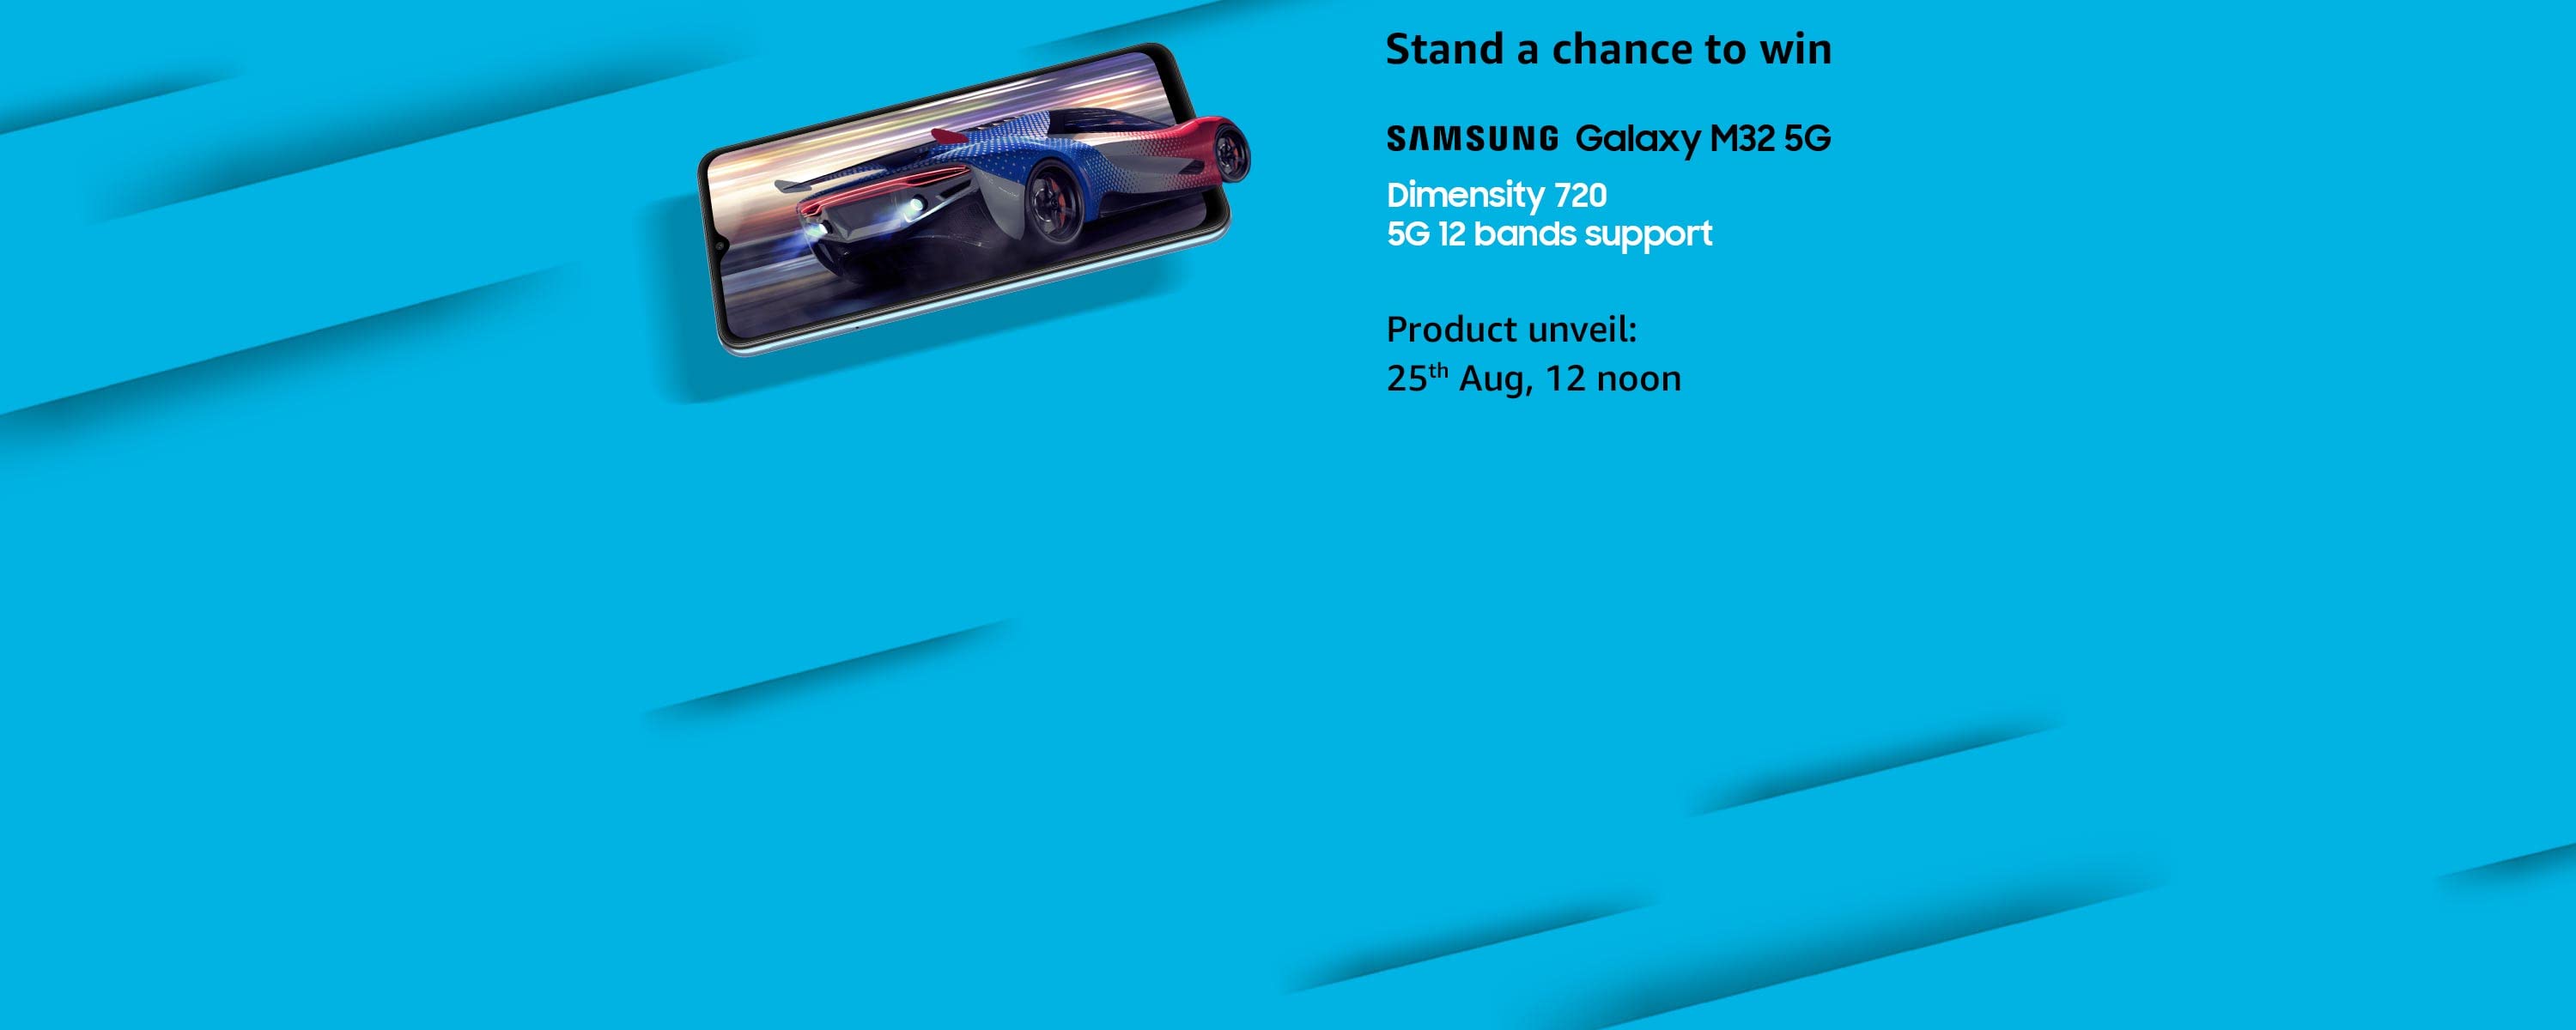 Stand a chance to win
SAMSUNG Galaxy M32 5G
Dimensity 720
5G 12 bands support
Product unveil:
25th Aug, 12 noon